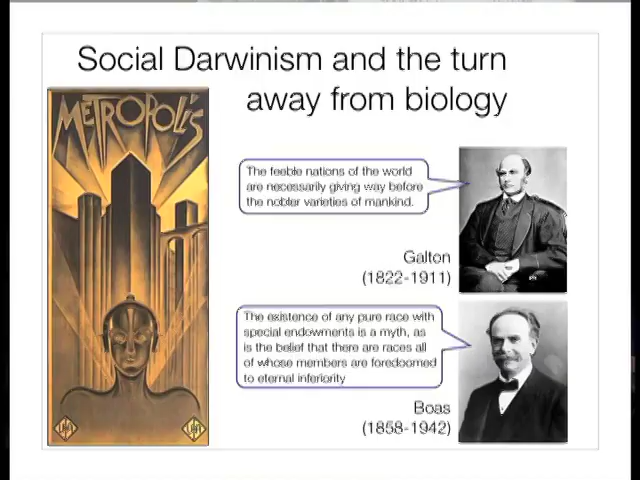 Social Darwinism and the turn
away from biology
METROPOLIS
The feeble nations of the world
are necessarily giving way before
the nobler varieties of mankind.
Galton
(1822-1911)
The existence of any pure race with
special endowments is a myth, as
is the belief that there are races all
of whose members are foredoomed
to eternal inferiority
Boas
(1858-1942)